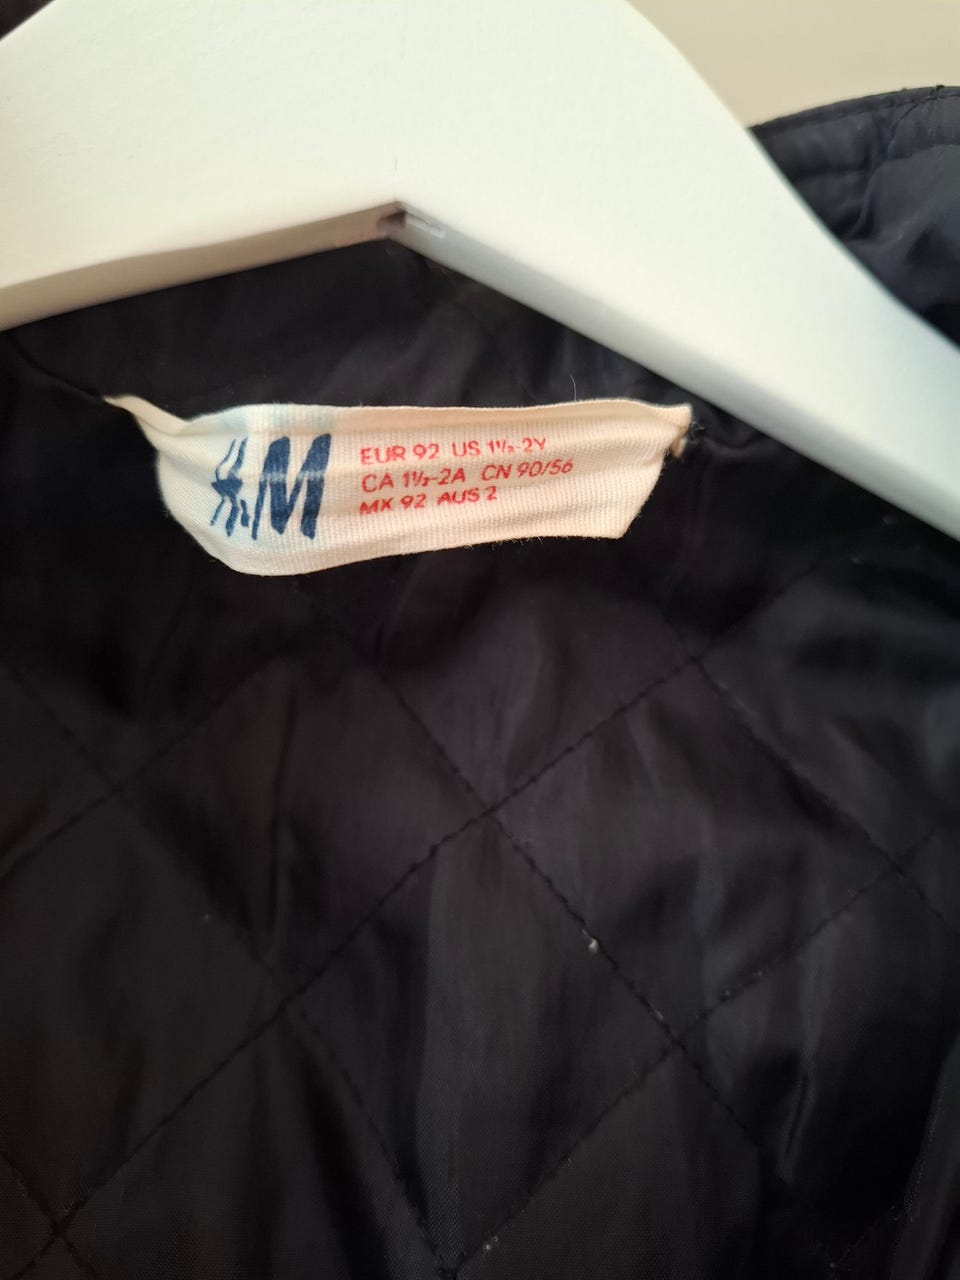 H&M
EUR 92 US 1½-2Y
CA 1½-2A CN 90/56
MX 92 AUS 2